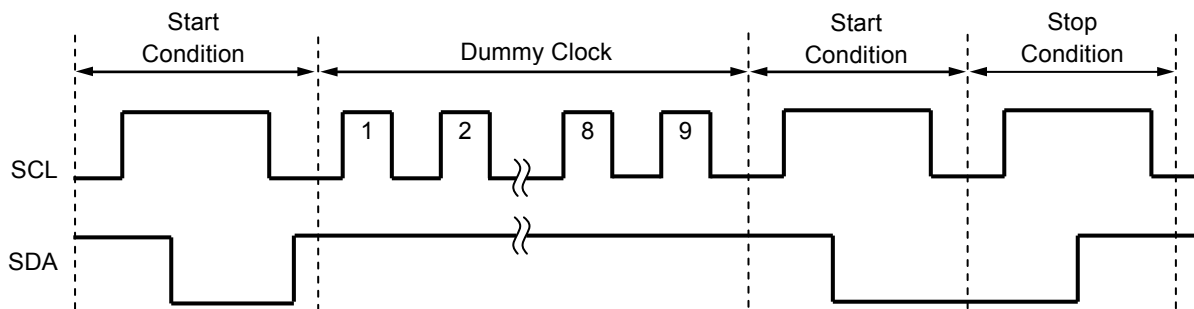 Start
Condition
Dummy Clock
Start
Condition
Stop
Condition
SCL
1
2
8
9
SDA